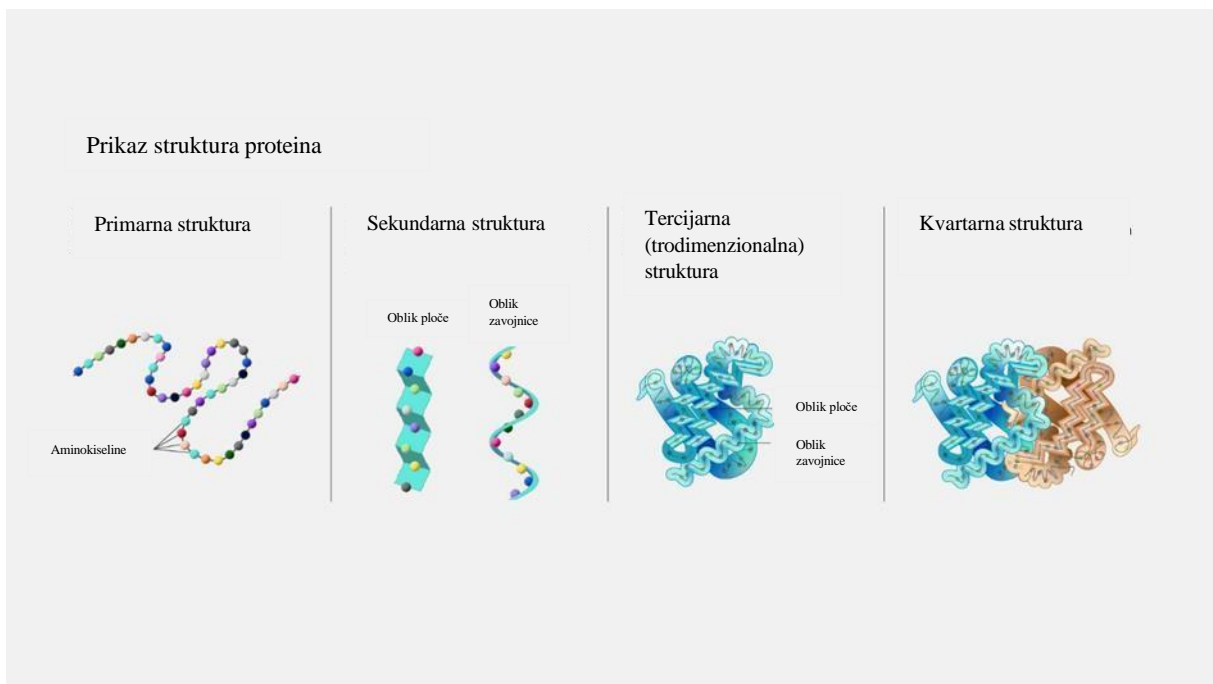 Prikaz struktura proteina
Primarna struktura
Aminokiseline
Sekundarna struktura
Oblik ploče
Oblik
zavojnice
Tercijarna
(trodimenzionalna)
struktura
Oblik ploče
Oblik
zavojnice
Kvartarna struktura